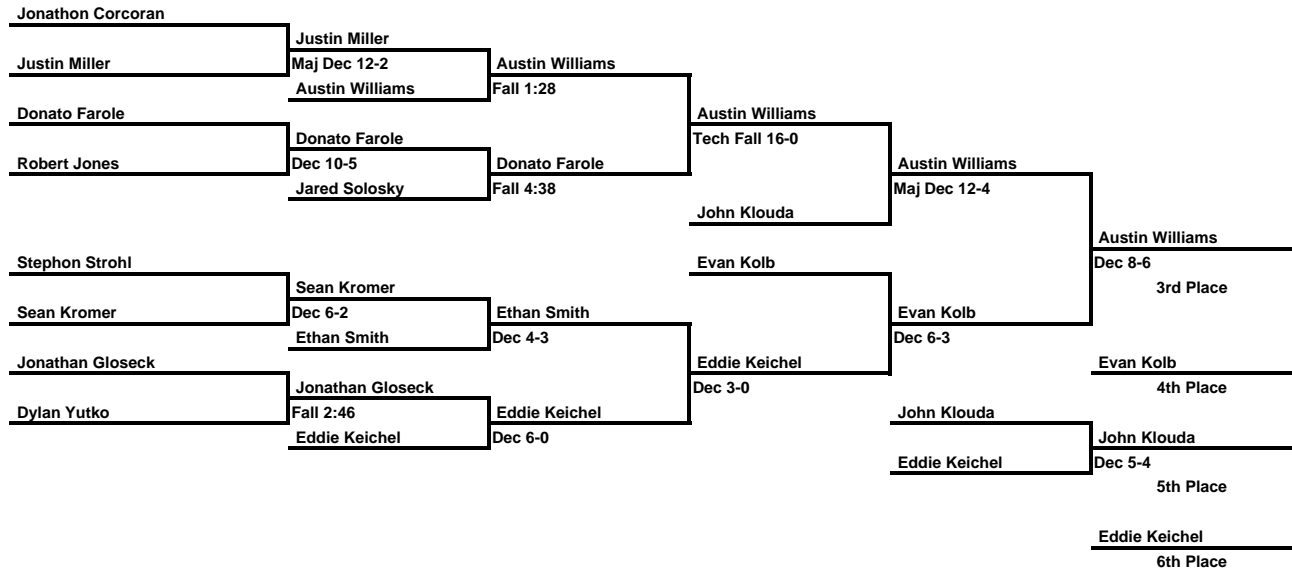 Jonathon Corcoran
Justin Miller
Justin Miller
Maj Dec 12-2
Austin Williams
Austin Williams
Fall 1:28
Donato Farole
Austin Williams
Tech Fall 16-0
Donato Farole
Robert Jones
Dec 10-5
Donato Farole
Austin Williams
Jared Solosky
Fall 4:38
Maj Dec 12-4
John Klouda
Austin Williams
Stephon Strohl
Evan Kolb
Dec 8-6
Sean Kromer
3rd Place
Sean Kromer
Dec 6-2
Ethan Smith
Evan Kolb
Ethan Smith
Dec 4-3
Dec 6-3
Jonathan Gloseck
Eddie Keichel
Evan Kolb
Jonathan Gloseck
Dec 3-0
4th Place
Dylan Yutko
Fall 2:46
Eddie Keichel
John Klouda
Eddie Keichel
Dec 6-0
John Klouda
Eddie Keichel
Dec 5-4
5th Place
Eddie Keichel
6th Place